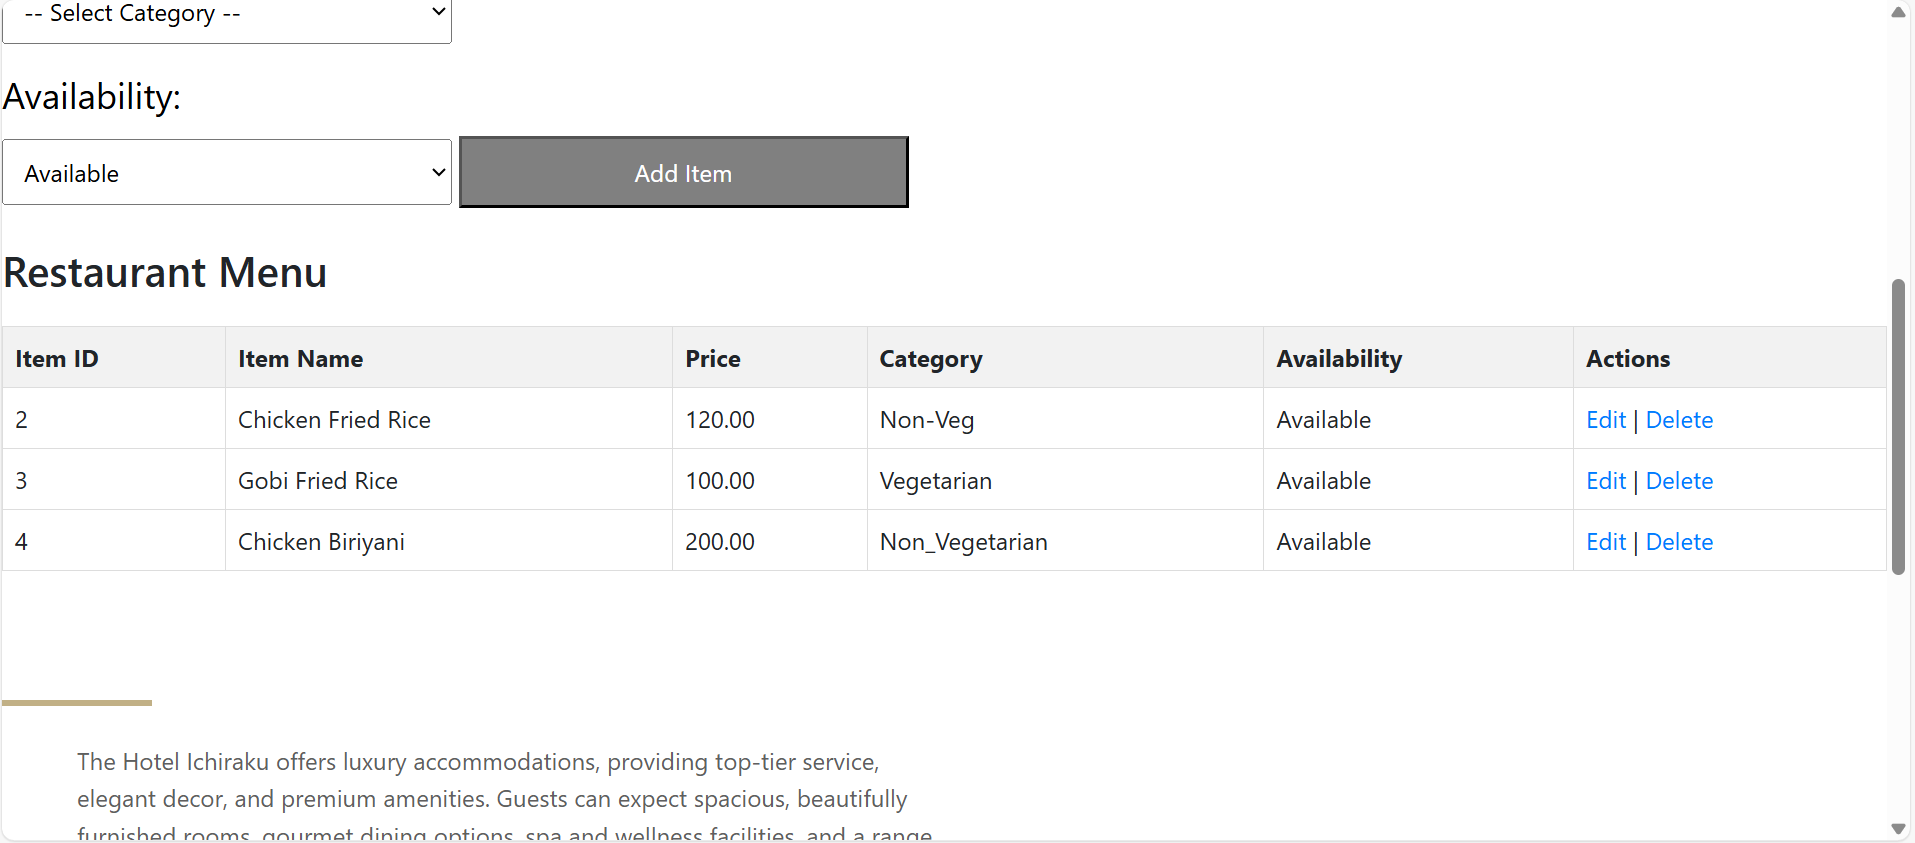 -- Select Category --
Availability:
Available
Add Item
Restaurant Menu
Item ID Item Name Price Category Availability Actions
2 Chicken Fried Rice 120.00 Non-Veg Available Edit | Delete
3 Gobi Fried Rice 100.00 Vegetarian Available Edit | Delete
4 Chicken Biriyani 200.00 Non_Vegetarian Available Edit | Delete
The Hotel Ichiraku offers luxury accommodations, providing top-tier service,
elegant decor, and premium amenities. Guests can expect spacious, beautifully
furnished rooms, gourmet dining options, spa and wellness facilities, and a range